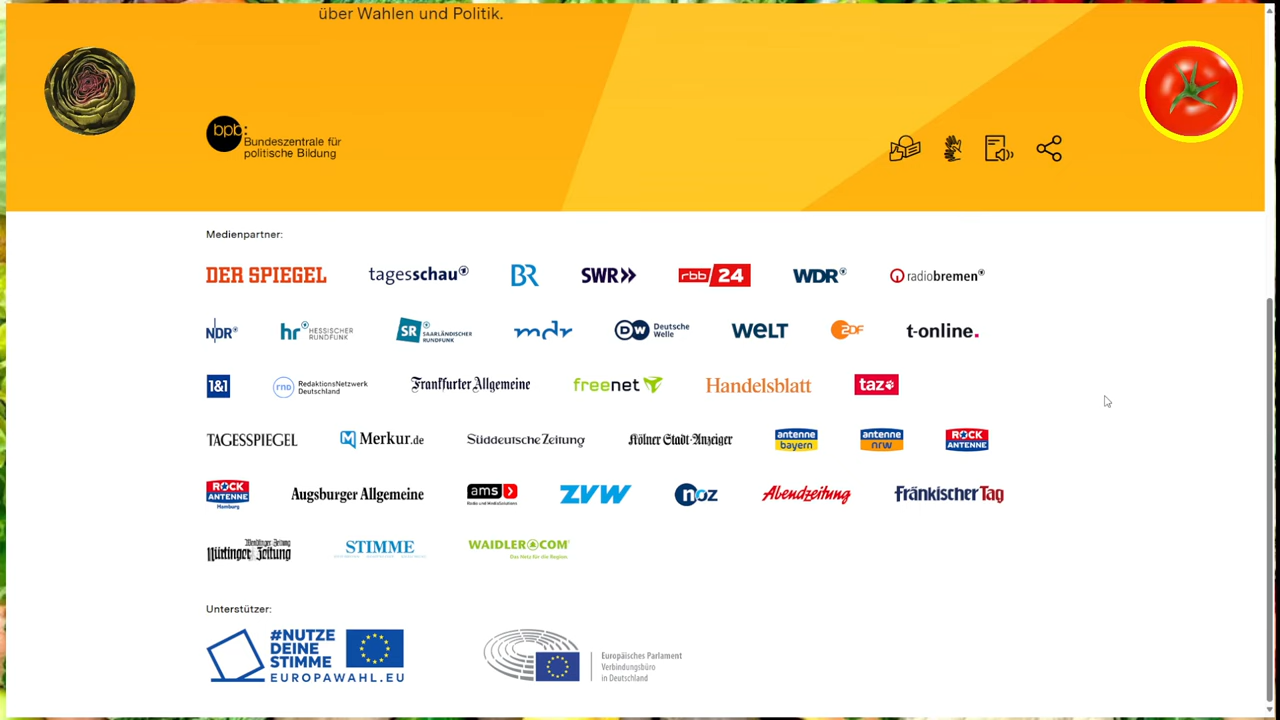 über Wahlen und Politik.
bpb:
Bundeszentrale für
politische Bildung
Medienpartner:
DER SPIEGEL
tagesschau
BR
SWR
rbb 24
WDR
radiobremen
NDR
hr HESSISCHER
RUNDFUNK
SR SAARLÄNDISCHER
RUNDFUNK
mdr
DW Deutsche
Welle
WELT
ZDF
t-online.
1&1
rnd RedaktionsNetzwerk
Deutschland
Frankfurter Allgemeine
freenet
Handelsblatt
taz
TAGESSPIEGEL
Merkur.de
Süddeutsche Zeitung
Kölner Stadt-Anzeiger
antenne
bayern
antenne
nrw
ROCK
ANTENNE
ROCK
ANTENNE
Hamburg
Augsburger Allgemeine
ams
ZVW
noz
Abendzeitung
Fränkischer Tag
Wendlinger Zeitung
Nürtinger Zeitung
STIMME
WAIDLER.COM
Das Netz für die Region.
Unterstützer:
#NUTZE
DEINE
STIMME
EUROPAWAHL.EU
Europäisches Parlament
Verbindungsbüro
in Deutschland